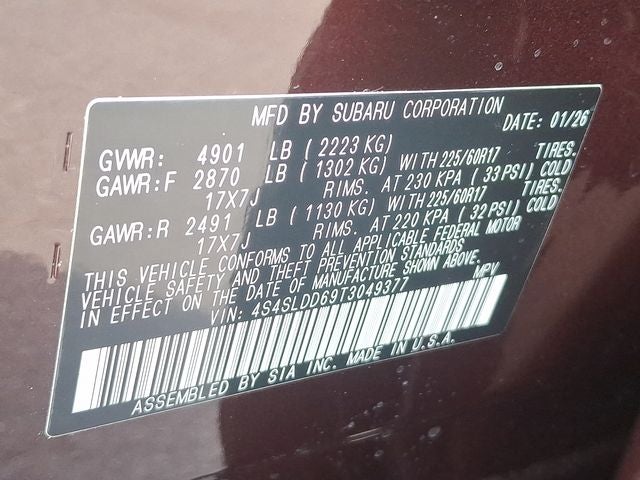 MFD BY SUBARU CORPORATION DATE: 01/26
GVWR: 4901 LB ( 2223 KG)
GAWR:F 2870 LB ( 1302 KG) WITH 225/60R17 TIRES.
17X7J RIMS. AT 230 KPA ( 33 PSI) COLD
GAWR:R 2491 LB ( 1130 KG) WITH 225/60R17 TIRES.
17X7J RIMS. AT 220 KPA ( 32 PSI) COLD
THIS VEHICLE CONFORMS TO ALL APPLICABLE FEDERAL MOTOR
VEHICLE SAFETY AND THEFT PREVENTION STANDARDS
IN EFFECT ON THE DATE OF MANUFACTURE SHOWN ABOVE.
VIN: 4S4SLDD69T3049377 MPV
ASSEMBLED BY SIA INC. MADE IN U.S.A.